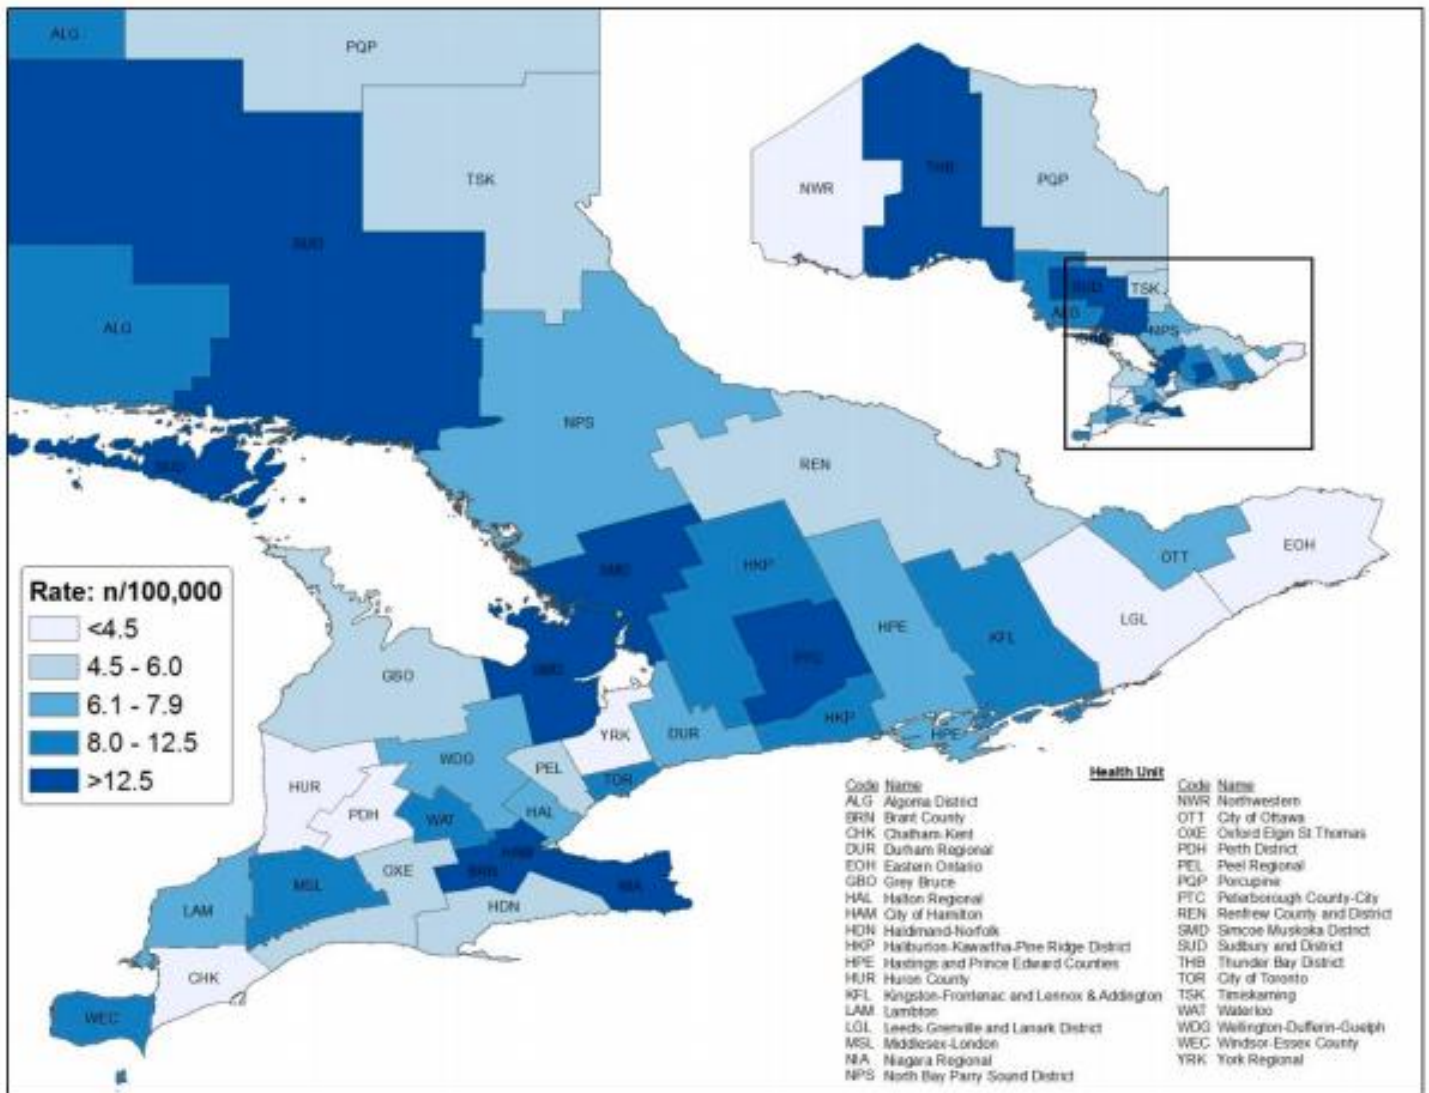 ALG
PQP
TSK
SUD
ALG
NPS
SUD
REN
SMD
HKP
OTT
EOH
HPE
KFL
LGL
PTC
SMD
GBO
YRK
DUR
HKP
HPE
HUR
WDG
PEL
TOR
PDH
WAT
HAL
HAM
BRN
OXE
MSL
NIA
HDN
LAM
CHK
WEC
NWR
THB
PQP
SUD
TSK
ALG
NPS
Rate: n/100,000
<4.5
4.5 - 6.0
6.1 - 7.9
8.0 - 12.5
>12.5
Health Unit
Code Name
ALG Algoma District
BRN Brant County
CHK Chatham-Kent
DUR Durham Regional
EOH Eastern Ontario
GBO Grey Bruce
HAL Halton Regional
HAM City of Hamilton
HDN Haldimand-Norfolk
HKP Haliburton-Kawartha-Pine Ridge District
HPE Hastings and Prince Edward Counties
HUR Huron County
KFL Kingston-Frontenac and Lennox & Addington
LAM Lambton
LGL Leeds-Grenville and Lanark District
MSL Middlesex-London
NIA Niagara Regional
NPS North Bay Parry Sound District
Code Name
NWR Northwestern
OTT City of Ottawa
OXE Oxford Elgin St Thomas
PDH Perth District
PEL Peel Regional
PQP Porcupine
PTC Peterborough County-City
REN Renfrew County and District
SMD Simcoe Muskoka District
SUD Sudbury and District
THB Thunder Bay District
TOR City of Toronto
TSK Timiskaming
WAT Waterloo
WDG Wellington-Dufferin-Guelph
WEC Windsor-Essex County
YRK York Regional